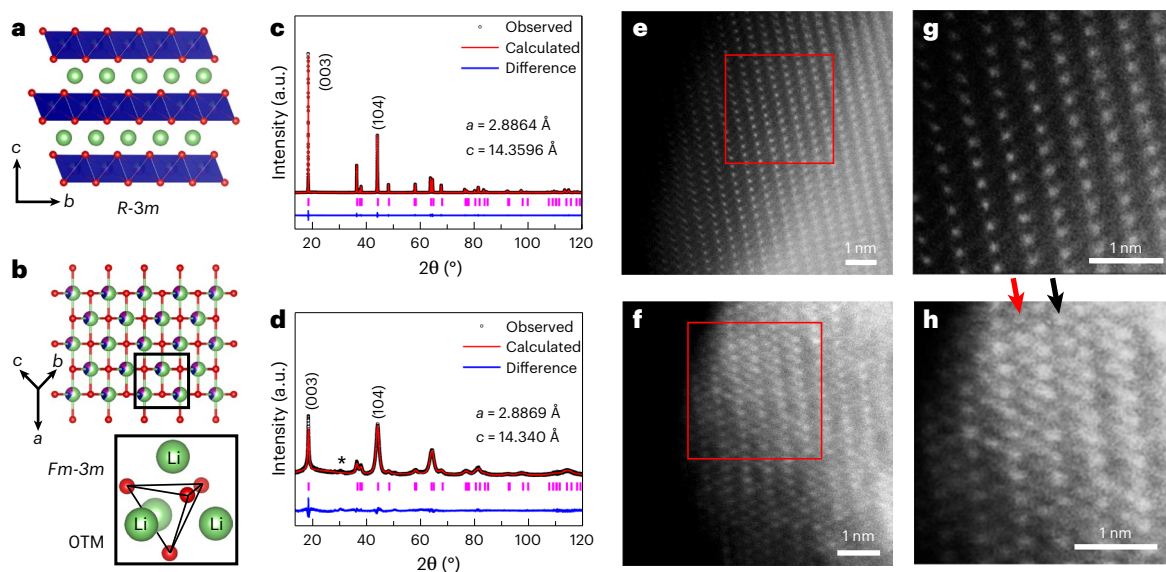 a
c
b
R-3m
b
c
b
a
Fm-3m
Li
Li
Li
OTM
c
Intensity (a.u.)
Observed
Calculated
Difference
(003)
(104)
a = 2.8864 Å
c = 14.3596 Å
20 40 60 80 100 120
2θ (°)
d
Intensity (a.u.)
Observed
Calculated
Difference
(003)
(104)
*
a = 2.8869 Å
c = 14.340 Å
20 40 60 80 100 120
2θ (°)
e
1 nm
f
1 nm
g
1 nm
h
1 nm